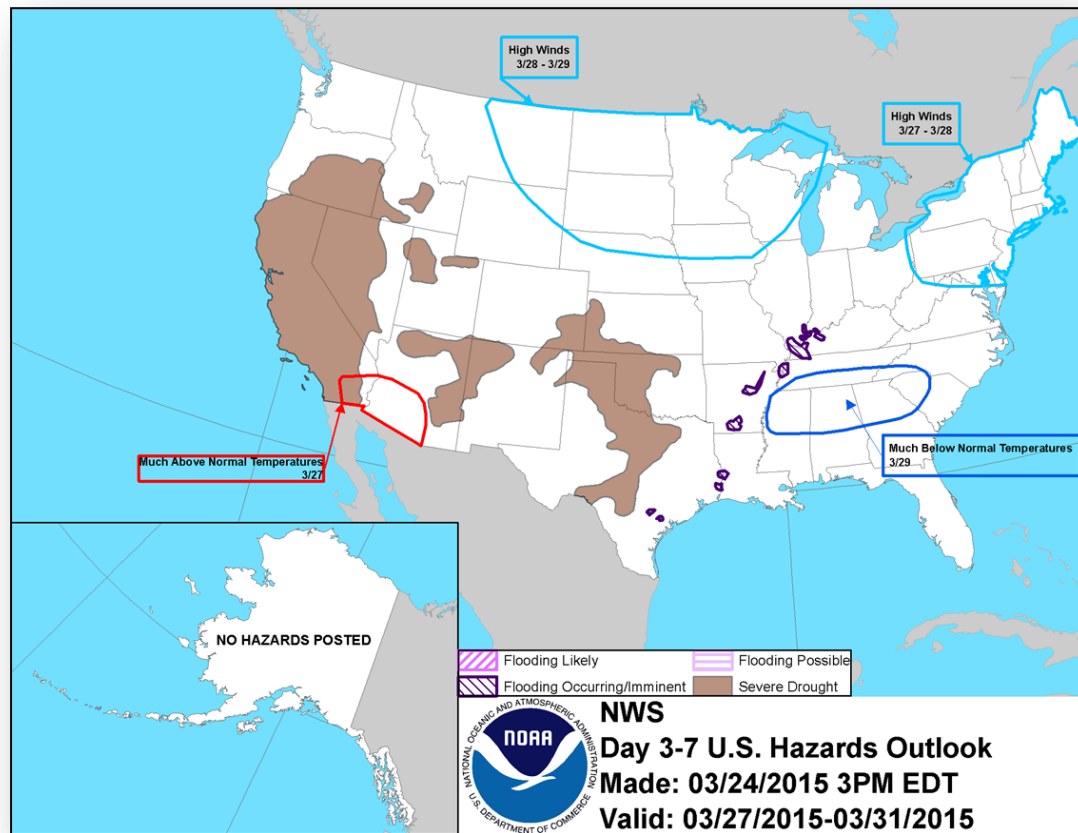 High Winds
3/28 - 3/29
High Winds
3/27 - 3/28
Much Above Normal Temperatures
3/27
Much Below Normal Temperatures
3/29
NO HAZARDS POSTED
Flooding Likely
Flooding Possible
Flooding Occurring/Imminent
Severe Drought
NATIONAL OCEANIC AND ATMOSPHERIC ADMINISTRATION
U.S. DEPARTMENT OF COMMERCE
NOAA
NWS
Day 3-7 U.S. Hazards Outlook
Made: 03/24/2015 3PM EDT
Valid: 03/27/2015-03/31/2015